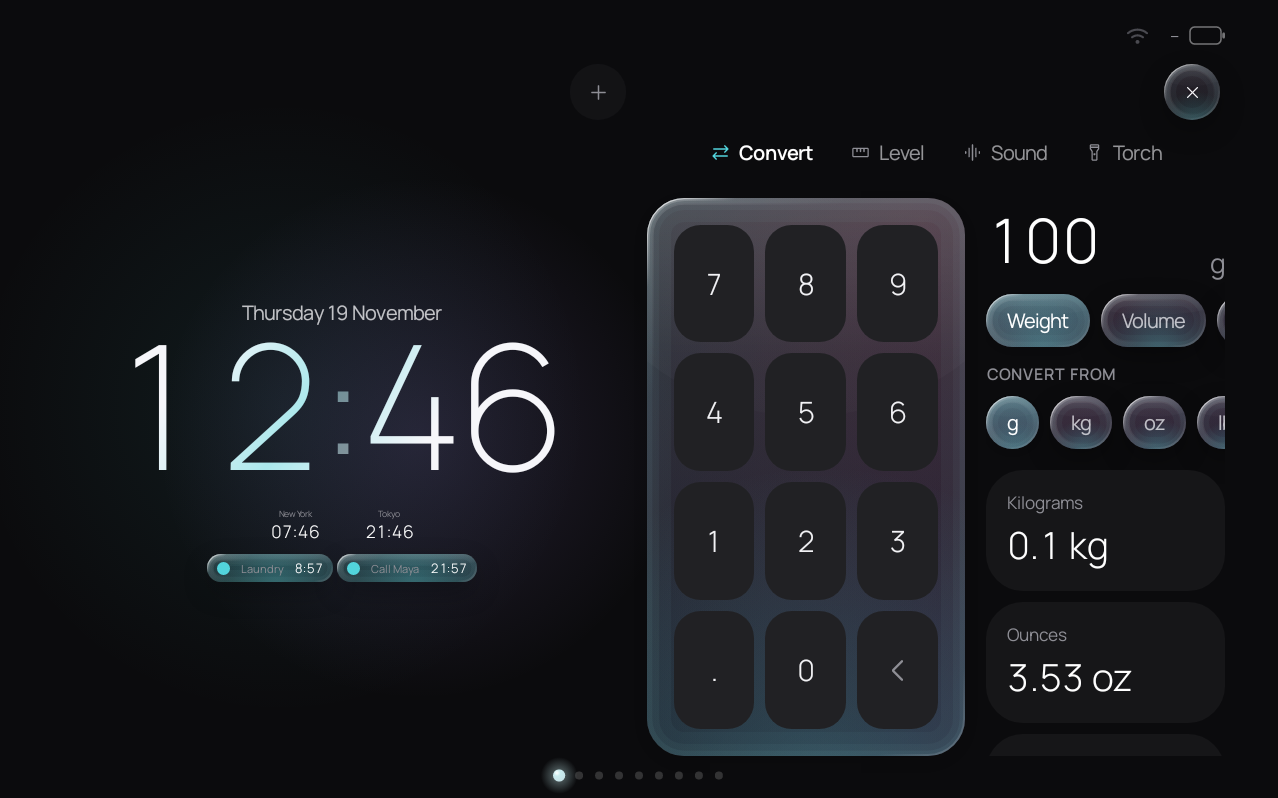 Convert Level Sound Torch
Thursday 19 November
12:46
New York Tokyo
07:46 21:46
Laundry 8:57 Call Maya 21:57
7 8 9
4 5 6
1 2 3
. 0
100
g
Weight Volume
CONVERT FROM
g kg oz
Kilograms
0.1 kg
Ounces
3.53 oz